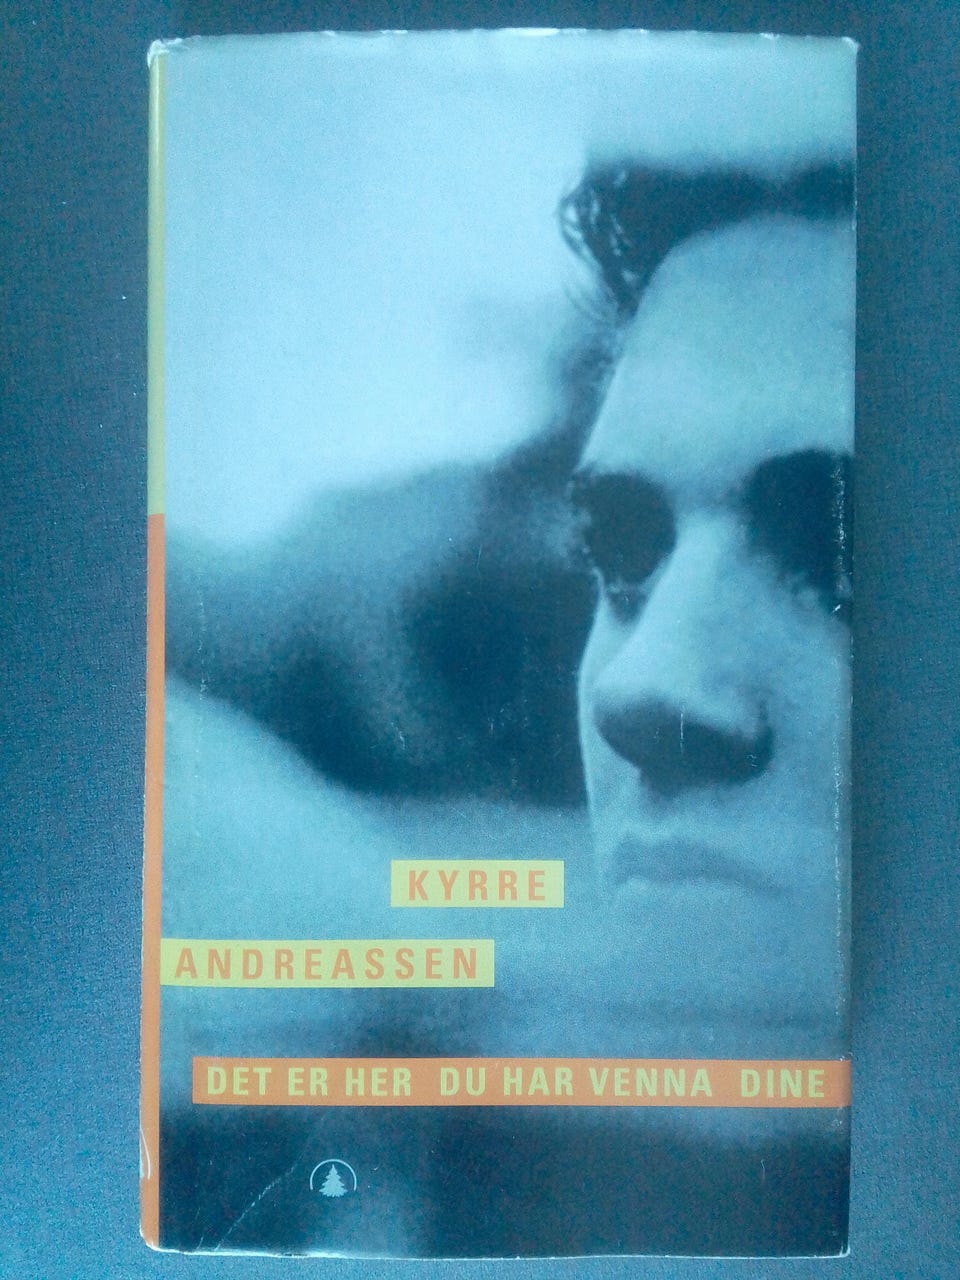 KYRRE
ANDREASSEN
DET ER HER DU HAR VENNA DINE